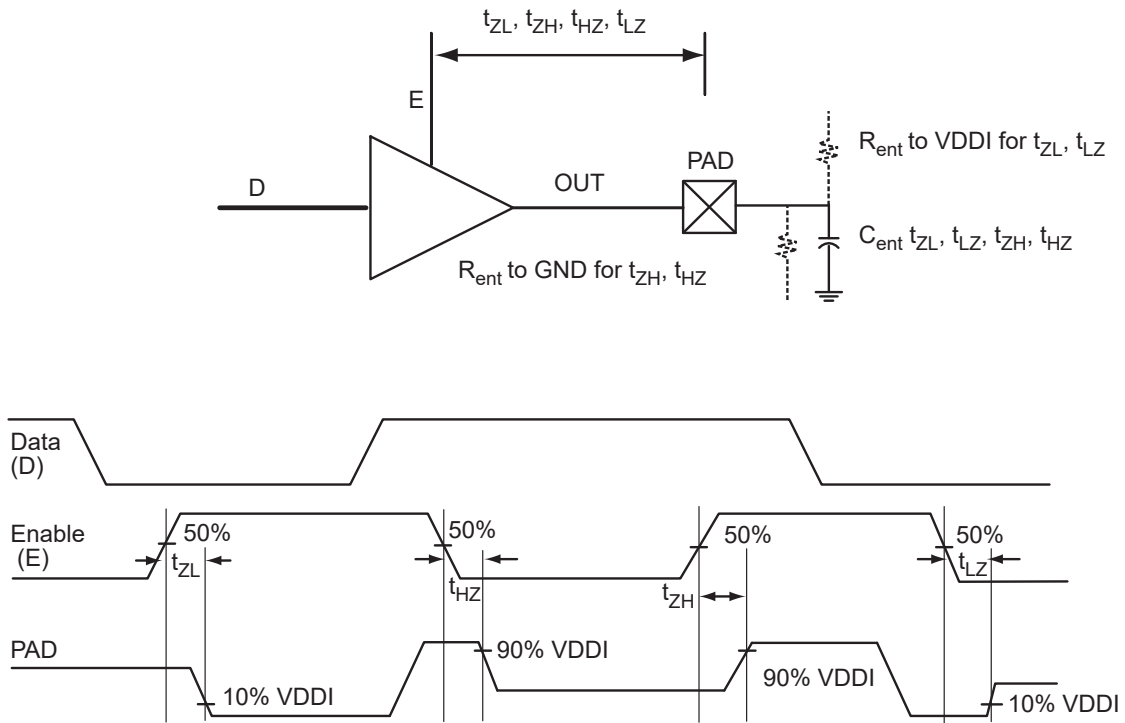 tZL, tZH, tHZ, tLZ
E
D
OUT
PAD
Rent to VDDI for tZL, tLZ
Cent tZL, tLZ, tZH, tHZ
Rent to GND for tZH, tHZ
Data
(D)
Enable
(E)
50%
tZL
50%
tHZ
50%
tZH
50%
tLZ
PAD
10% VDDI
90% VDDI
90% VDDI
10% VDDI